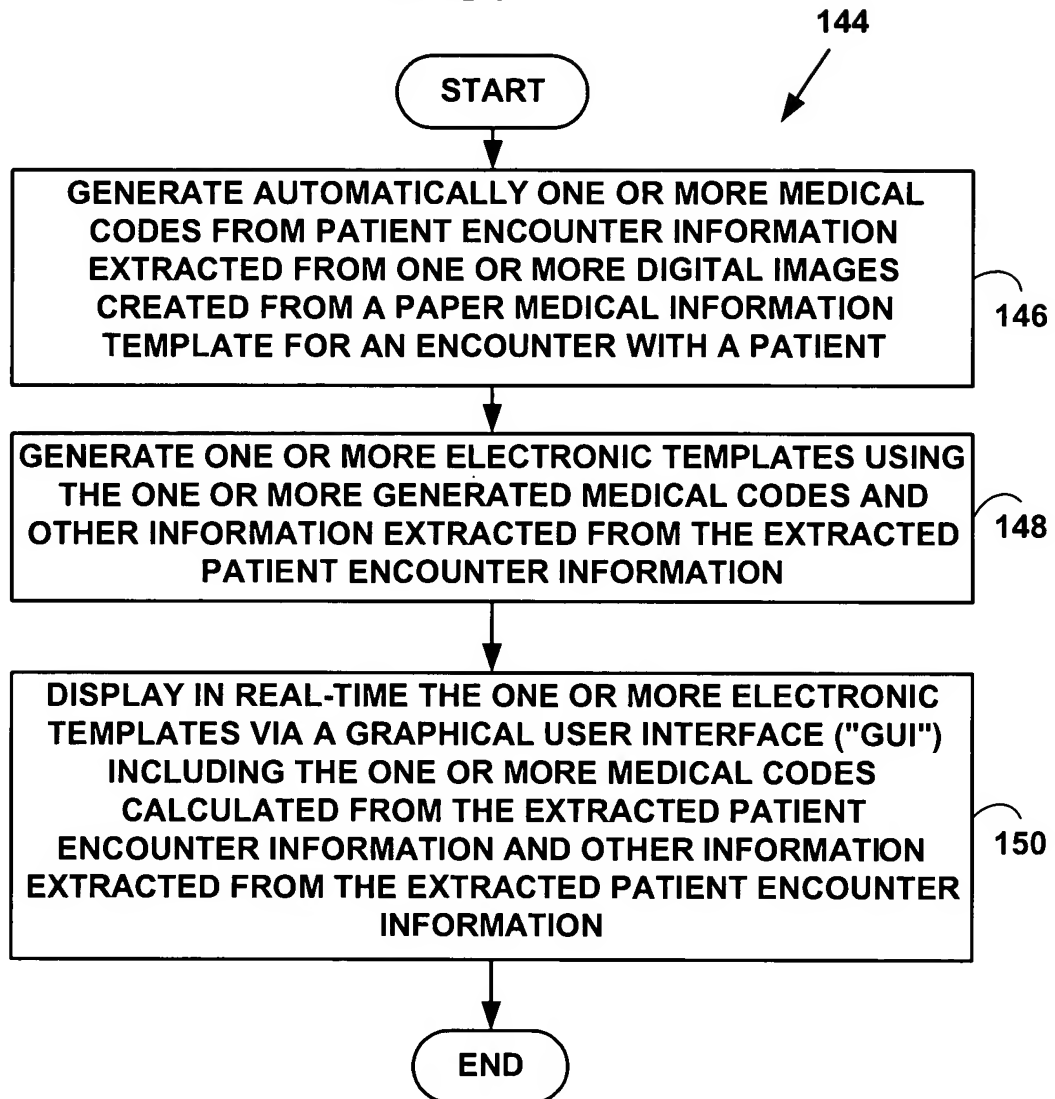 144
START
GENERATE AUTOMATICALLY ONE OR MORE MEDICAL
CODES FROM PATIENT ENCOUNTER INFORMATION
EXTRACTED FROM ONE OR MORE DIGITAL IMAGES
CREATED FROM A PAPER MEDICAL INFORMATION
TEMPLATE FOR AN ENCOUNTER WITH A PATIENT
146
GENERATE ONE OR MORE ELECTRONIC TEMPLATES USING
THE ONE OR MORE GENERATED MEDICAL CODES AND
OTHER INFORMATION EXTRACTED FROM THE EXTRACTED
PATIENT ENCOUNTER INFORMATION
148
DISPLAY IN REAL-TIME THE ONE OR MORE ELECTRONIC
TEMPLATES VIA A GRAPHICAL USER INTERFACE ("GUI")
INCLUDING THE ONE OR MORE MEDICAL CODES
CALCULATED FROM THE EXTRACTED PATIENT
ENCOUNTER INFORMATION AND OTHER INFORMATION
EXTRACTED FROM THE EXTRACTED PATIENT ENCOUNTER
INFORMATION
150
END